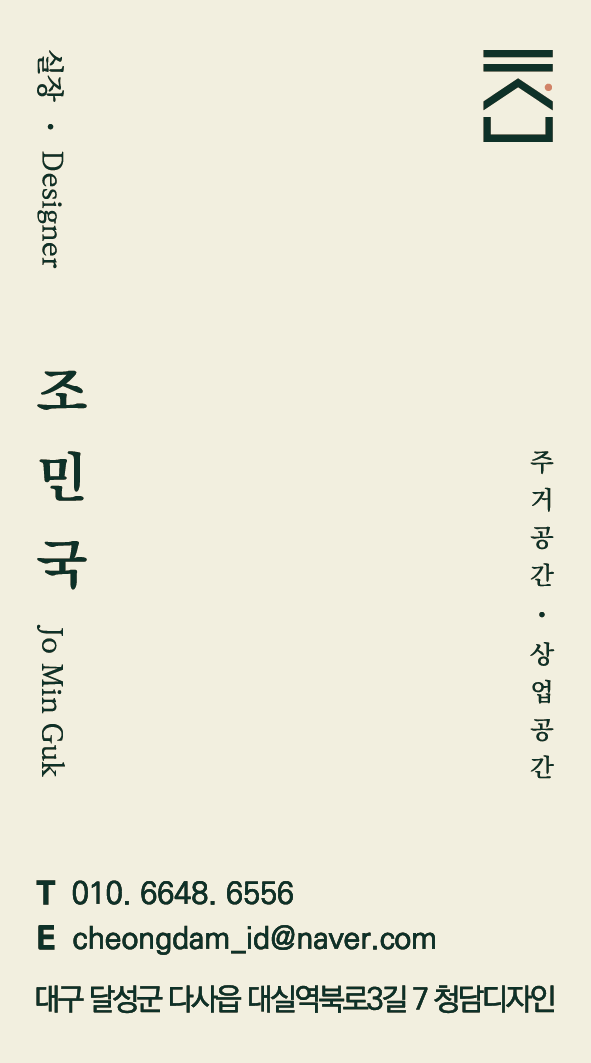 실장 · Designer
조민국 Jo Min Guk
주거공간 · 상업공간
T 010. 6648. 6556
E cheongdam_id@naver.com
대구 달성군 다사읍 대실역북로3길 7 청담디자인